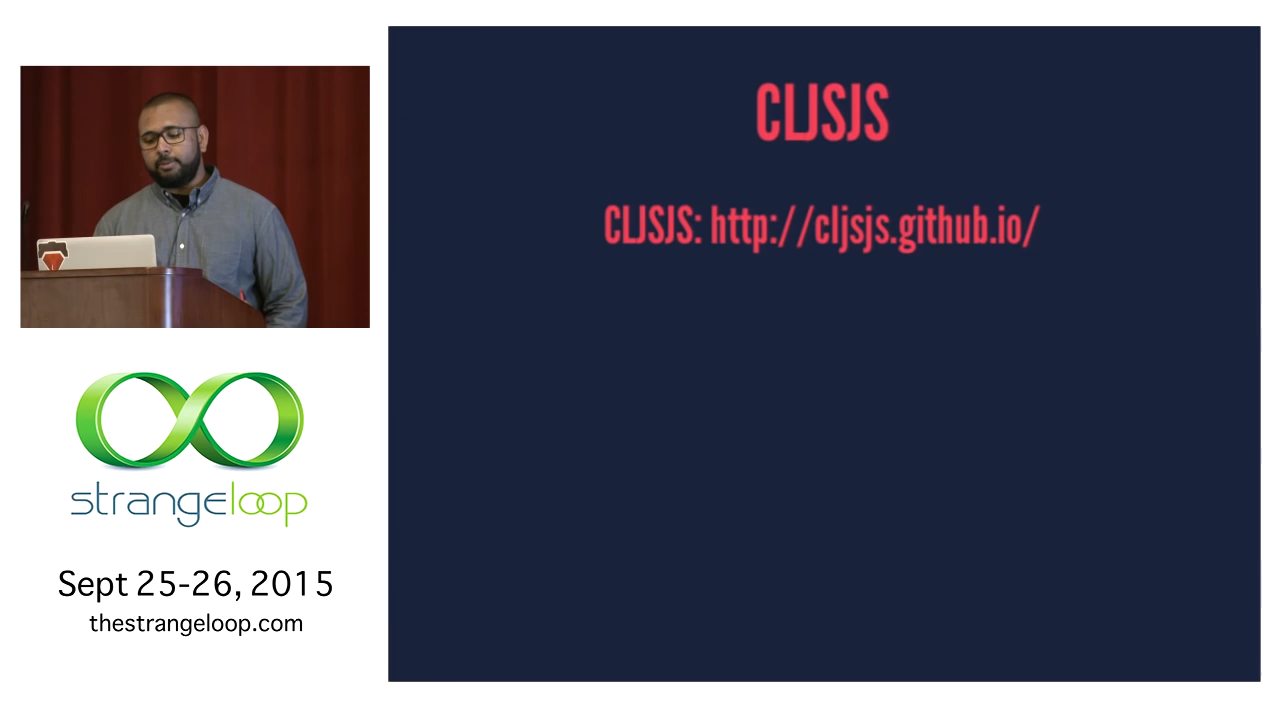 CLJSJS
CLJSJS: http://cljsjs.github.io/
strangeloop
Sept 25-26, 2015
thestrangeloop.com